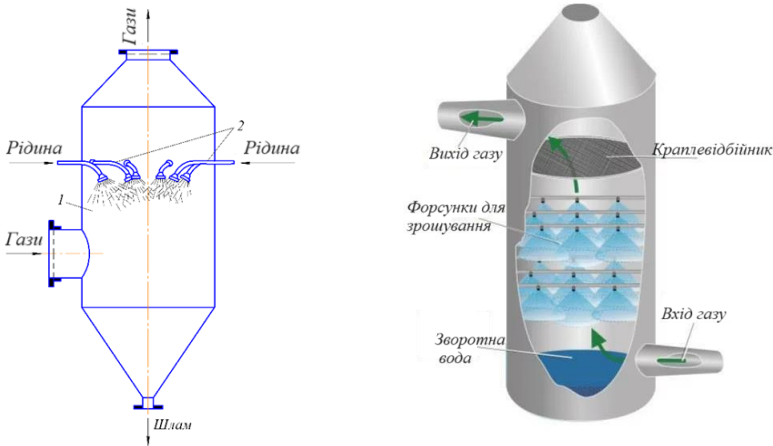 Гази
2
Рідина
Рідина
1
Гази
Шлам
Вихід газу
Краплевідбійник
Форсунки для
зрошування
Вхід газу
Зворотна
вода